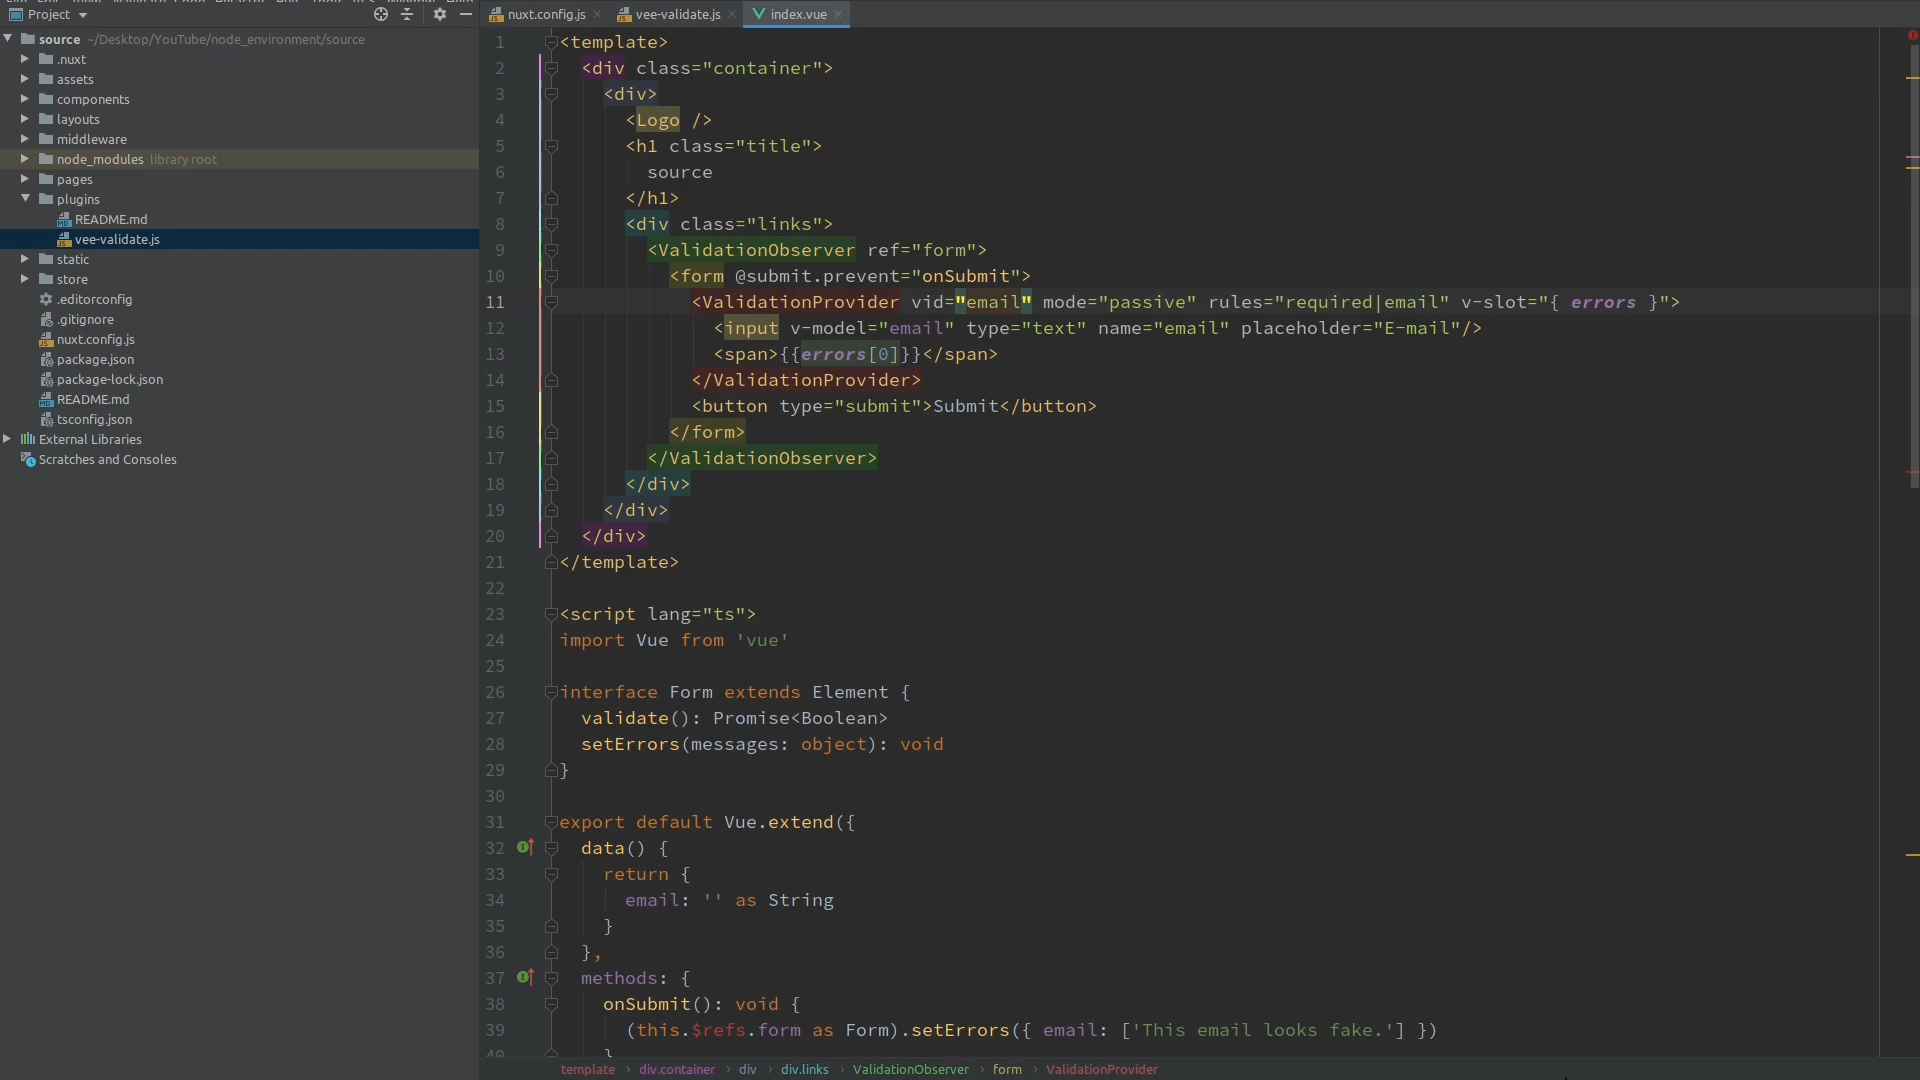 Project
source ~/Desktop/YouTube/node_environment/source
.nuxt
assets
components
layouts
middleware
node_modules library root
pages
plugins
README.md
vee-validate.js
static
store
.editorconfig
.gitignore
nuxt.config.js
package.json
package-lock.json
README.md
tsconfig.json
External Libraries
Scratches and Consoles
nuxt.config.js vee-validate.js index.vue
1 <template>
2 <div class="container">
3 <div>
4 <Logo />
5 <h1 class="title">
6 source
7 </h1>
8 <div class="links">
9 <ValidationObserver ref="form">
10 <form @submit.prevent="onSubmit">
11 <ValidationProvider vid="email" mode="passive" rules="required|email" v-slot="{ errors }">
12 <input v-model="email" type="text" name="email" placeholder="E-mail"/>
13 <span>{{errors[0]}}</span>
14 </ValidationProvider>
15 <button type="submit">Submit</button>
16 </form>
17 </ValidationObserver>
18 </div>
19 </div>
20 </div>
21 </template>
22
23 <script lang="ts">
24 import Vue from 'vue'
25
26 interface Form extends Element {
27 validate(): Promise<Boolean>
28 setErrors(messages: object): void
29 }
30
31 export default Vue.extend({
32 data() {
33 return {
34 email: '' as String
35 }
36 },
37 methods: {
38 onSubmit(): void {
39 (this.$refs.form as Form).setErrors({ email: ['This email looks fake.'] })
40 }
template › div.container › div › div.links › ValidationObserver › form › ValidationProvider